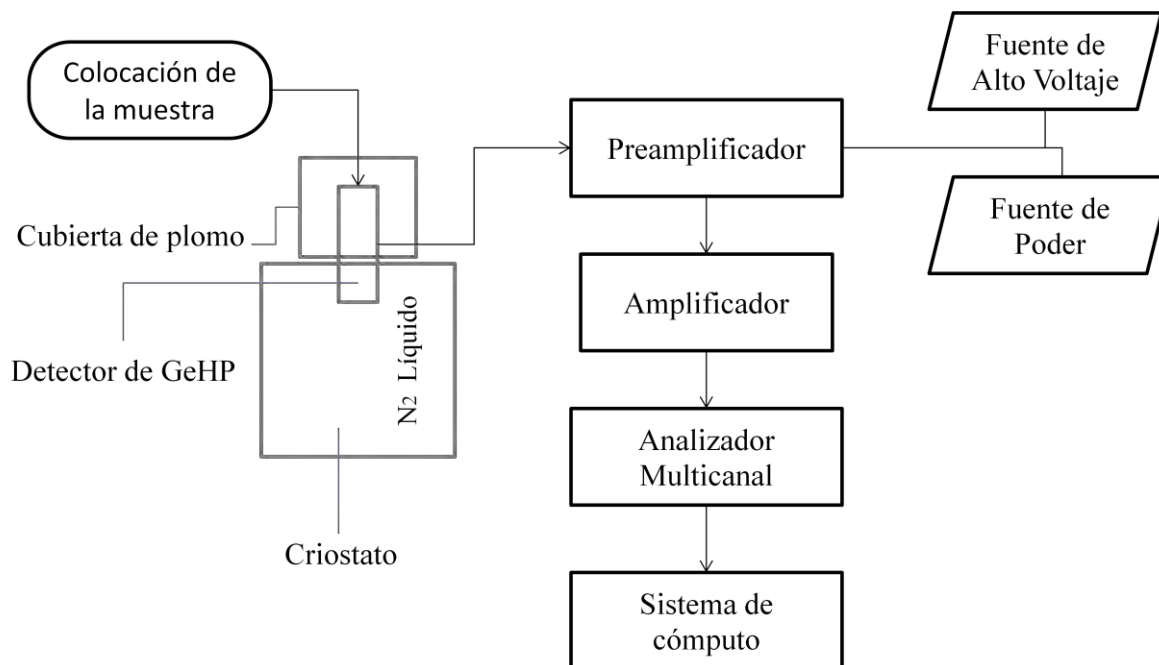 Colocación de
la muestra
Fuente de
Alto Voltaje
Preamplificador
Fuente de
Poder
Cubierta de plomo
Amplificador
N2 Líquido
Detector de GeHP
Analizador
Multicanal
Criostato
Sistema de
cómputo